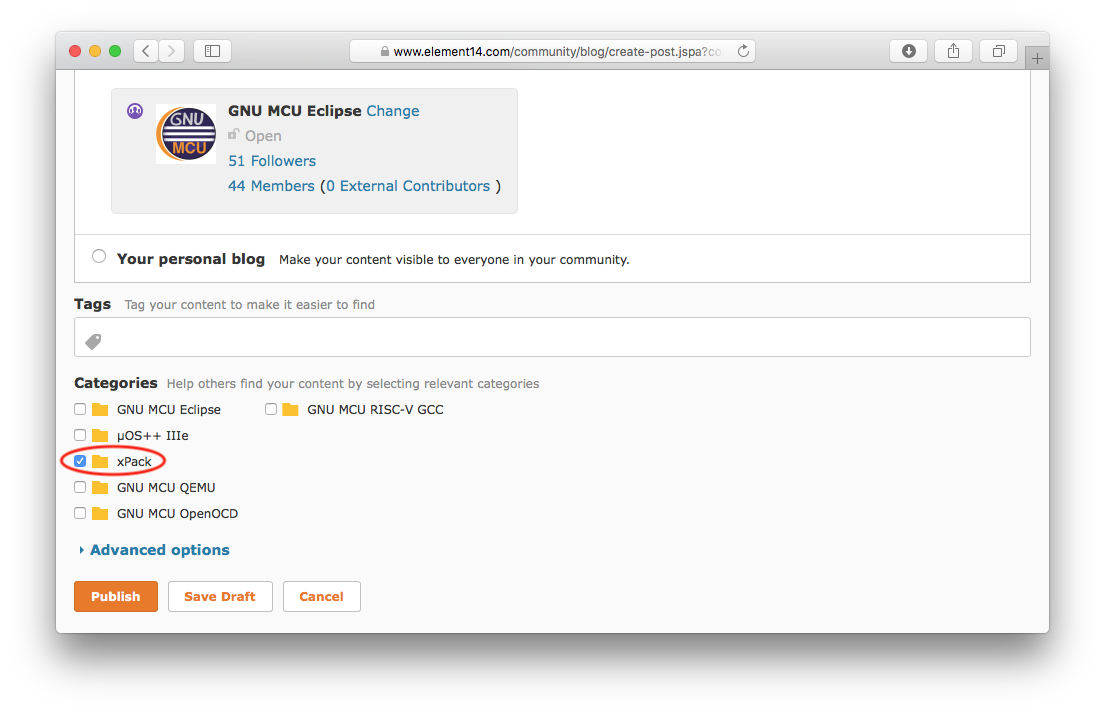 www.element14.com/community/blog/create-post.jspa?co
GNU MCU
GNU MCU Eclipse Change
Open
51 Followers
44 Members (0 External Contributors )
Your personal blog Make your content visible to everyone in your community.
Tags Tag your content to make it easier to find
Categories Help others find your content by selecting relevant categories
GNU MCU Eclipse GNU MCU RISC-V GCC
µOS++ IIIe
xPack
GNU MCU QEMU
GNU MCU OpenOCD
Advanced options
Publish Save Draft Cancel